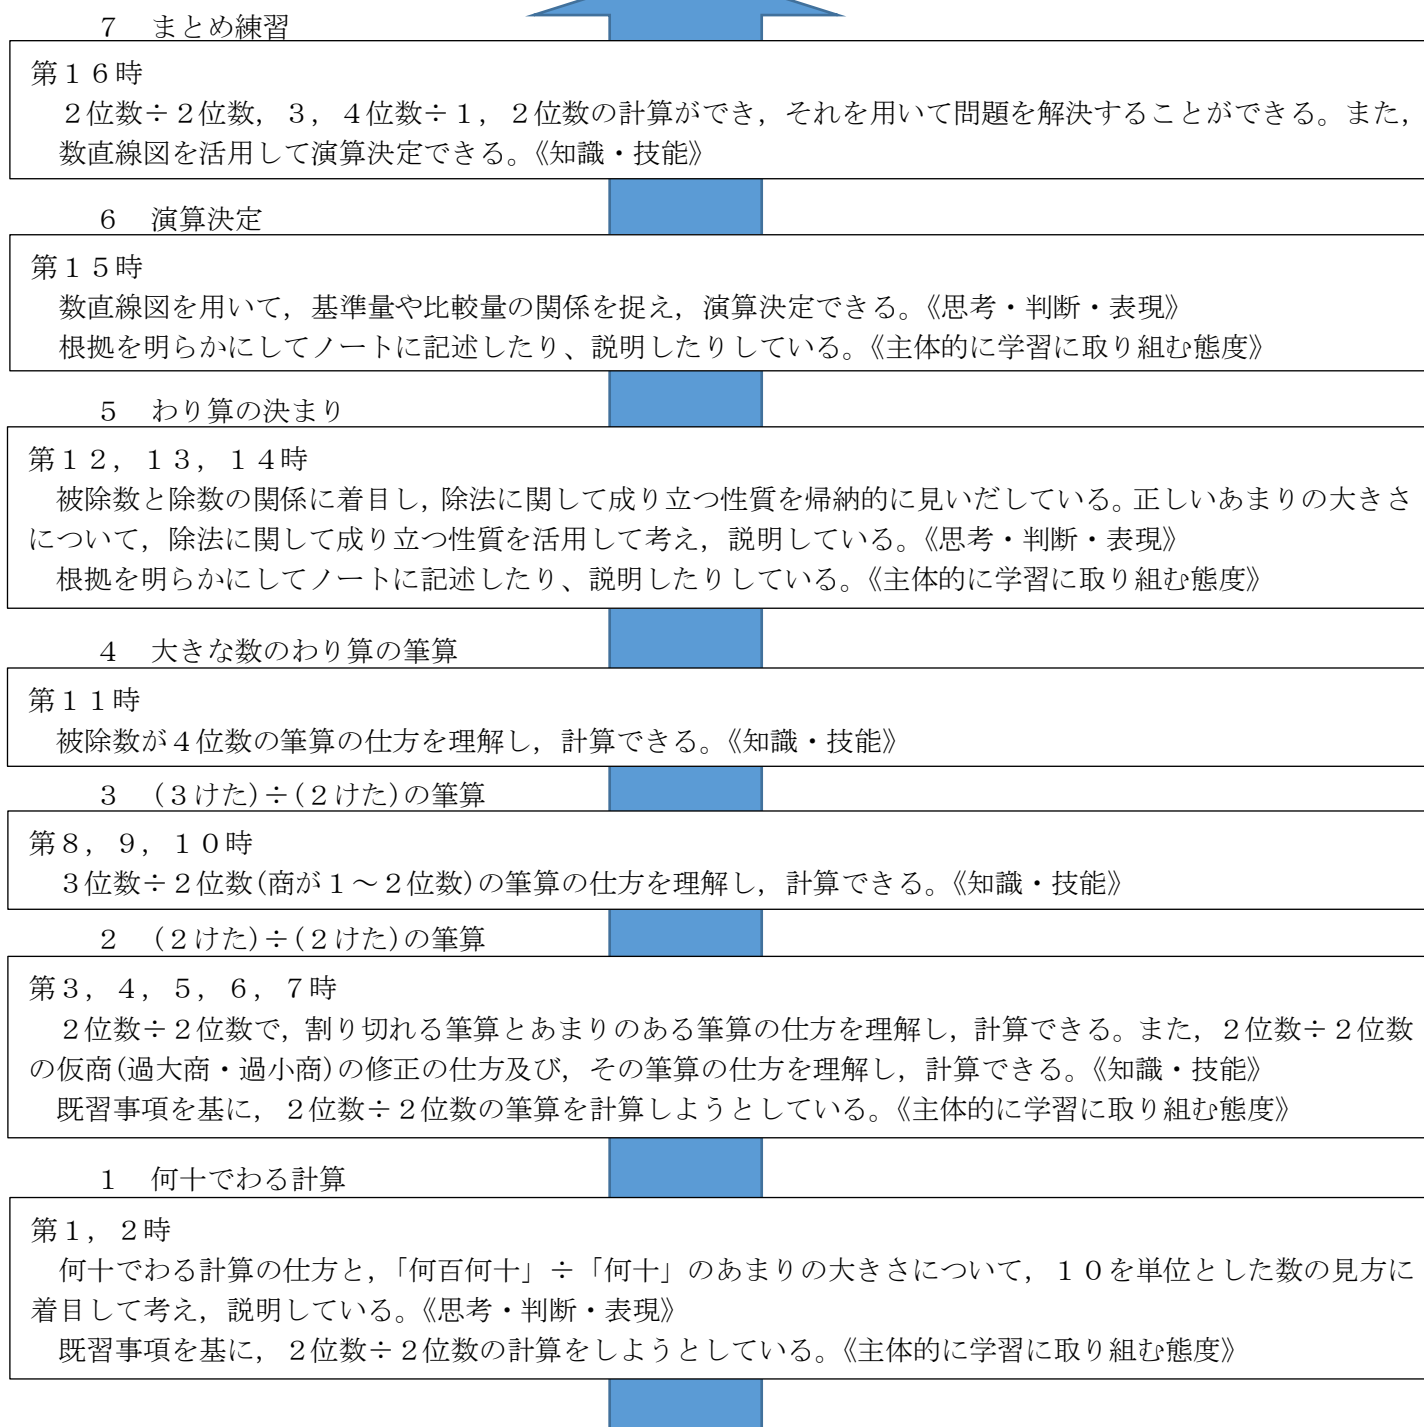 ７　まとめ練習
第１６時
２位数÷２位数，３，４位数÷１，２位数の計算ができ，それを用いて問題を解決することができる。また，
数直線図を活用して演算決定できる。《知識・技能》
６　演算決定
第１５時
数直線図を用いて，基準量や比較量の関係を捉え，演算決定できる。《思考・判断・表現》
根拠を明らかにしてノートに記述したり、説明したりしている。《主体的に学習に取り組む態度》
５　わり算の決まり
第１２，１３，１４時
被除数と除数の関係に着目し，除法に関して成り立つ性質を帰納的に見いだしている。正しいあまりの大きさ
について，除法に関して成り立つ性質を活用して考え，説明している。《思考・判断・表現》
根拠を明らかにしてノートに記述したり、説明したりしている。《主体的に学習に取り組む態度》
４　大きな数のわり算の筆算
第１１時
被除数が４位数の筆算の仕方を理解し，計算できる。《知識・技能》
３　(３けた)÷(２けた)の筆算
第８，９，１０時
３位数÷２位数(商が１～２位数)の筆算の仕方を理解し，計算できる。《知識・技能》
２　(２けた)÷(２けた)の筆算
第３，４，５，６，７時
２位数÷２位数で，割り切れる筆算とあまりのある筆算の仕方を理解し，計算できる。また，２位数÷２位数
の仮商(過大商・過小商)の修正の仕方及び，その筆算の仕方を理解し，計算できる。《知識・技能》
既習事項を基に，２位数÷２位数の筆算を計算しようとしている。《主体的に学習に取り組む態度》
１　何十でわる計算
第１，２時
何十でわる計算の仕方と，「何百何十」÷「何十」のあまりの大きさについて，１０を単位とした数の見方に
着目して考え，説明している。《思考・判断・表現》
既習事項を基に，２位数÷２位数の計算をしようとしている。《主体的に学習に取り組む態度》